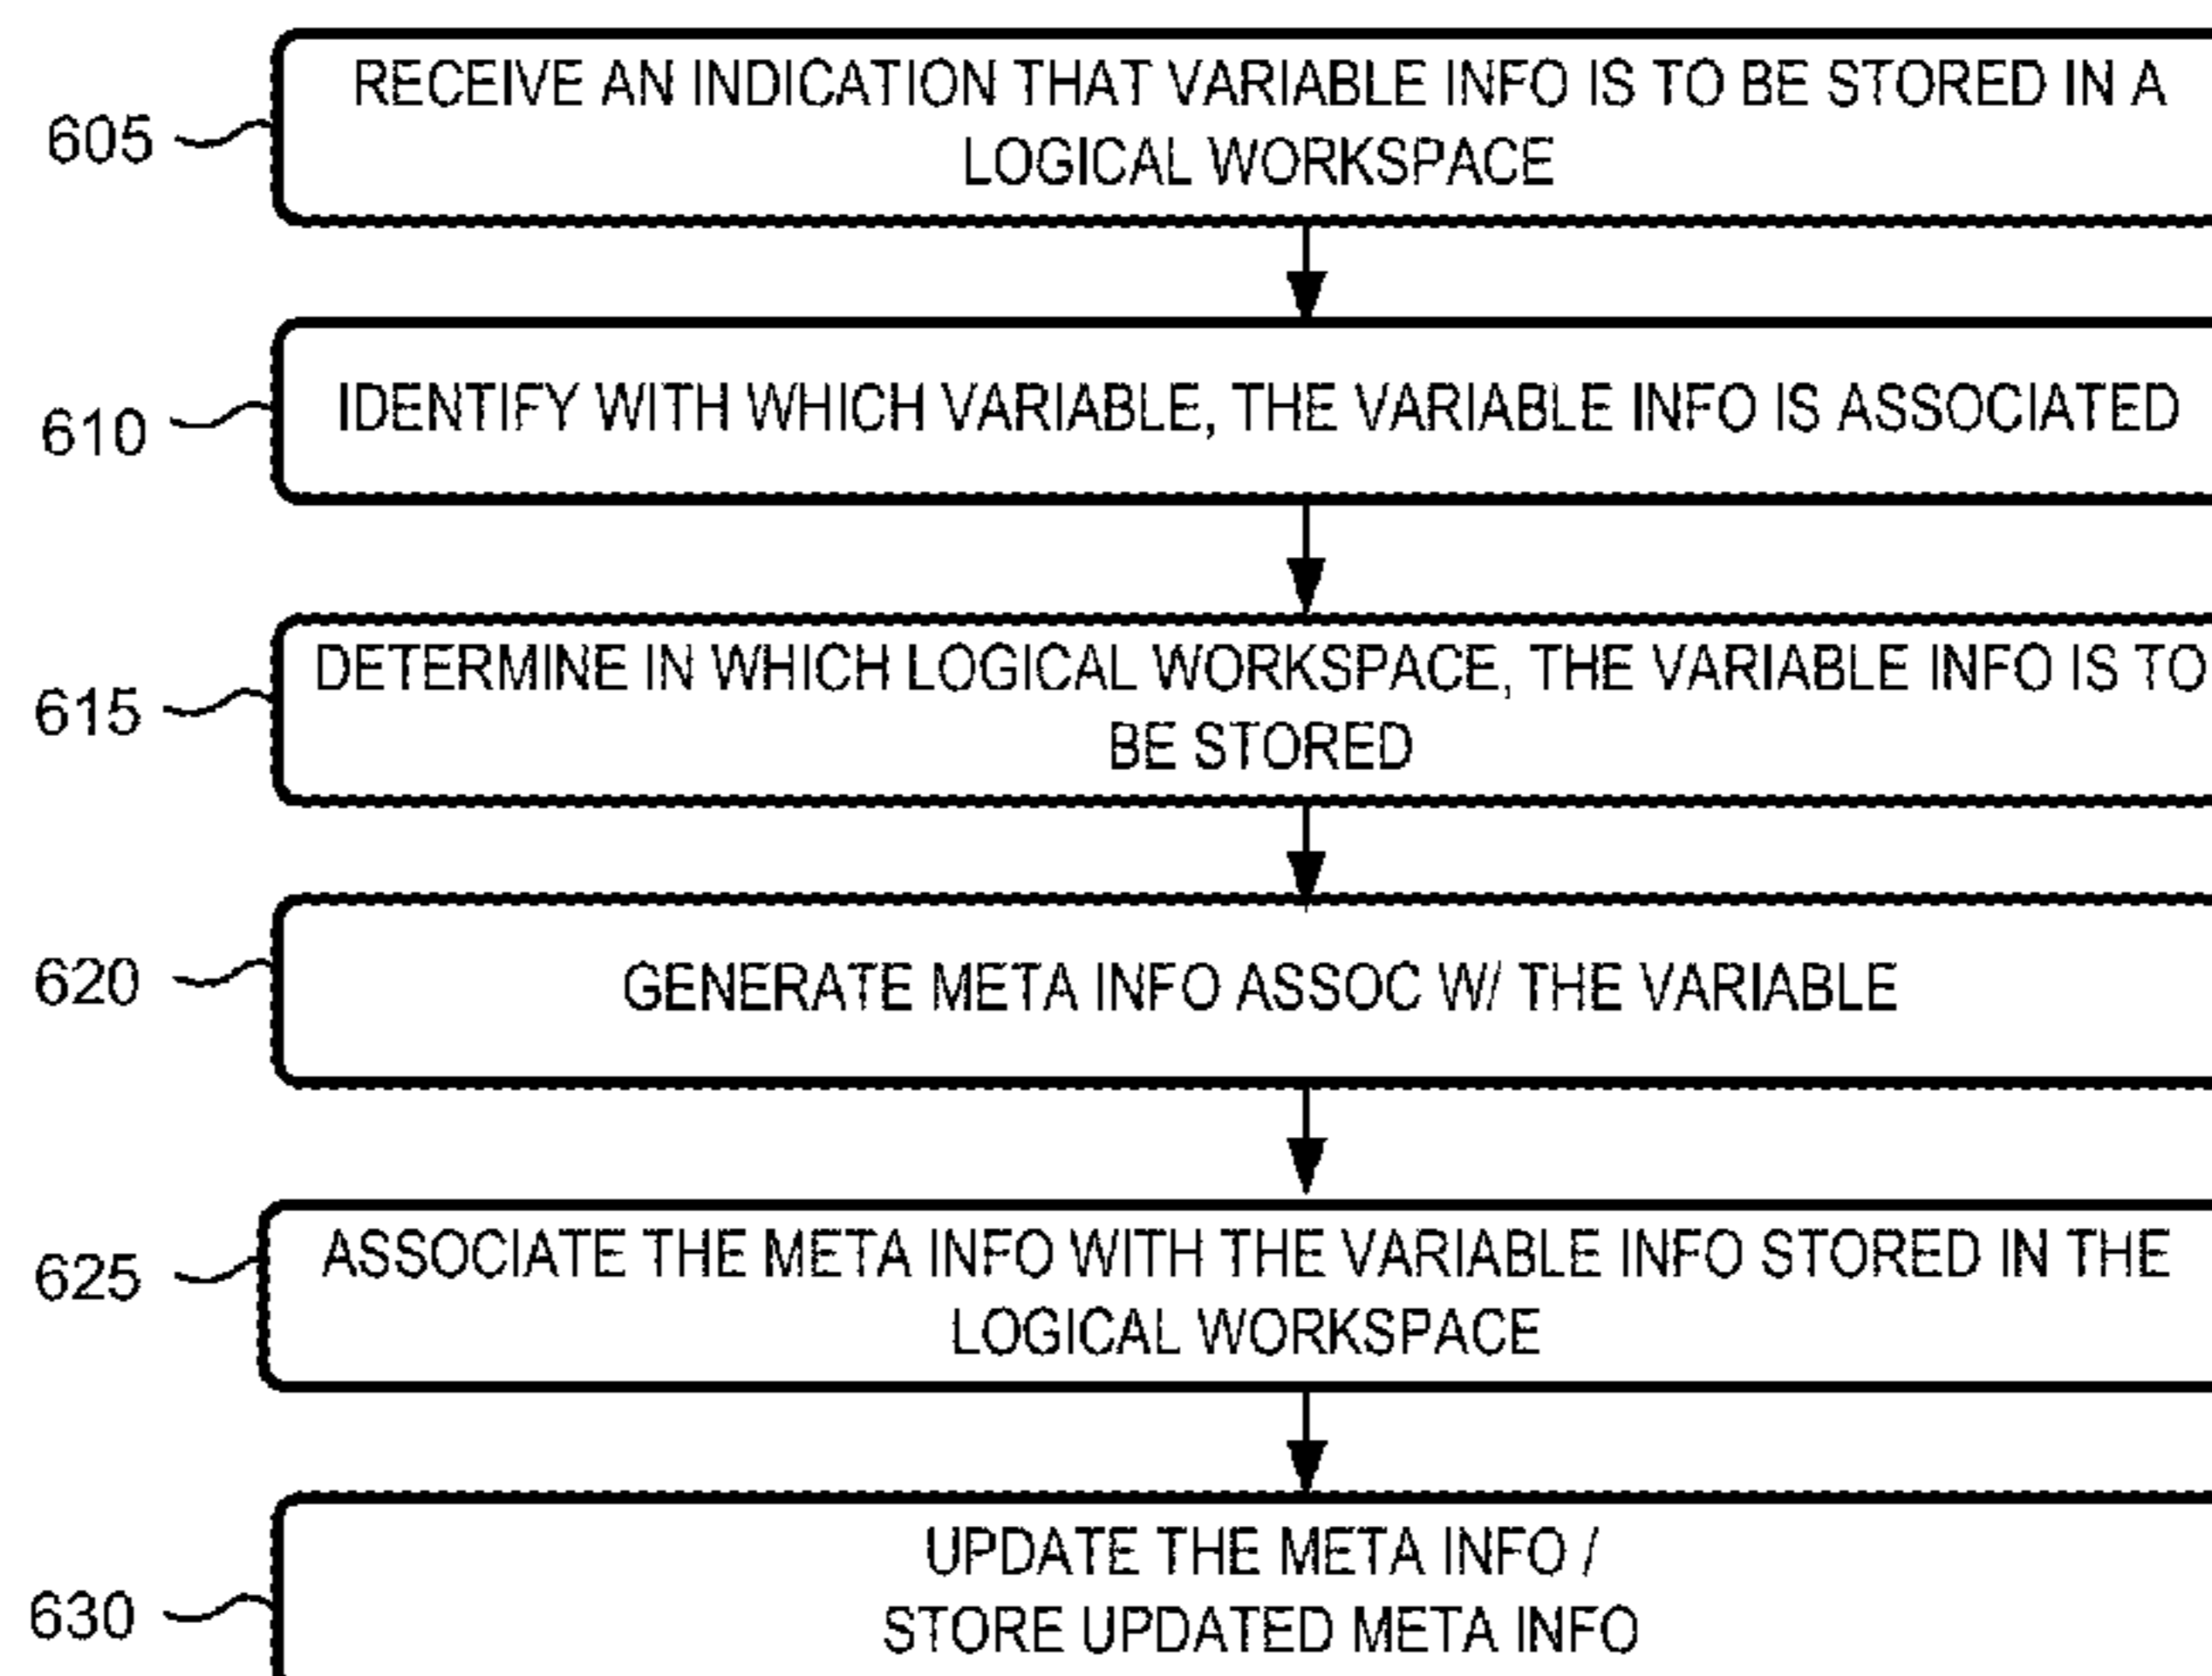 RECEIVE AN INDICATION THAT VARIABLE INFO IS TO BE STORED IN A
LOGICAL WORKSPACE
605
IDENTIFY WITH WHICH VARIABLE, THE VARIABLE INFO IS ASSOCIATED
610
DETERMINE IN WHICH LOGICAL WORKSPACE, THE VARIABLE INFO IS TO
BE STORED
615
GENERATE META INFO ASSOC W/ THE VARIABLE
620
ASSOCIATE THE META INFO WITH THE VARIABLE INFO STORED IN THE
LOGICAL WORKSPACE
625
UPDATE THE META INFO /
STORE UPDATED META INFO
630